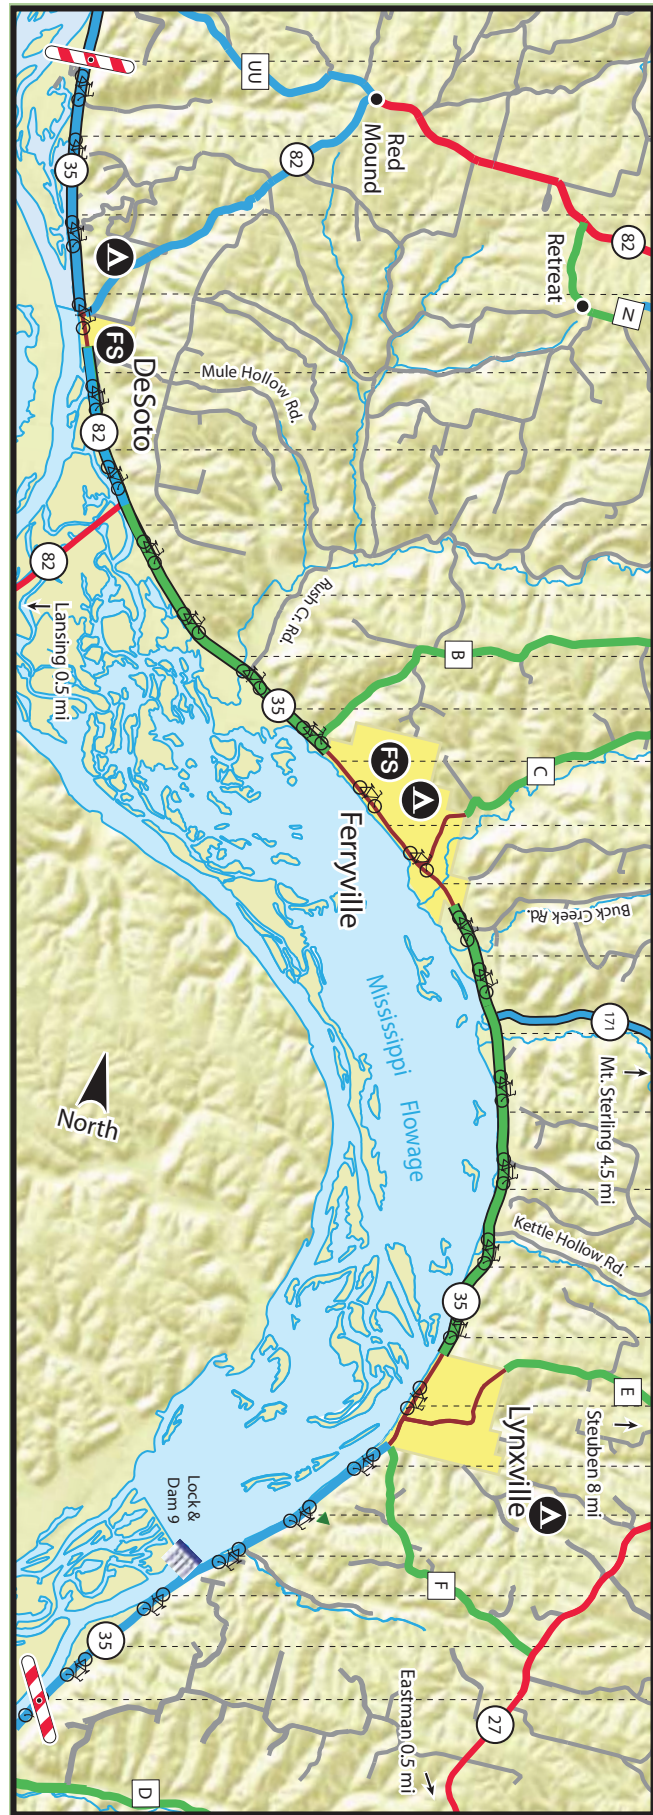 UU
82
Red
Mound
35
82
Retreat
N
FS
DeSoto
Mule Hollow Rd.
82
82
Lansing 0.5 mi
Rush Cr. Rd.
B
35
C
FS
Ferryville
Buck Creek Rd.
171
Mt. Sterling 4.5 mi
Mississippi Flowage
North
Kettle Hollow Rd.
35
E
Steuben 8 mi
Lynxville
Lock &
Dam 9
F
35
27
Eastman 0.5 mi
D